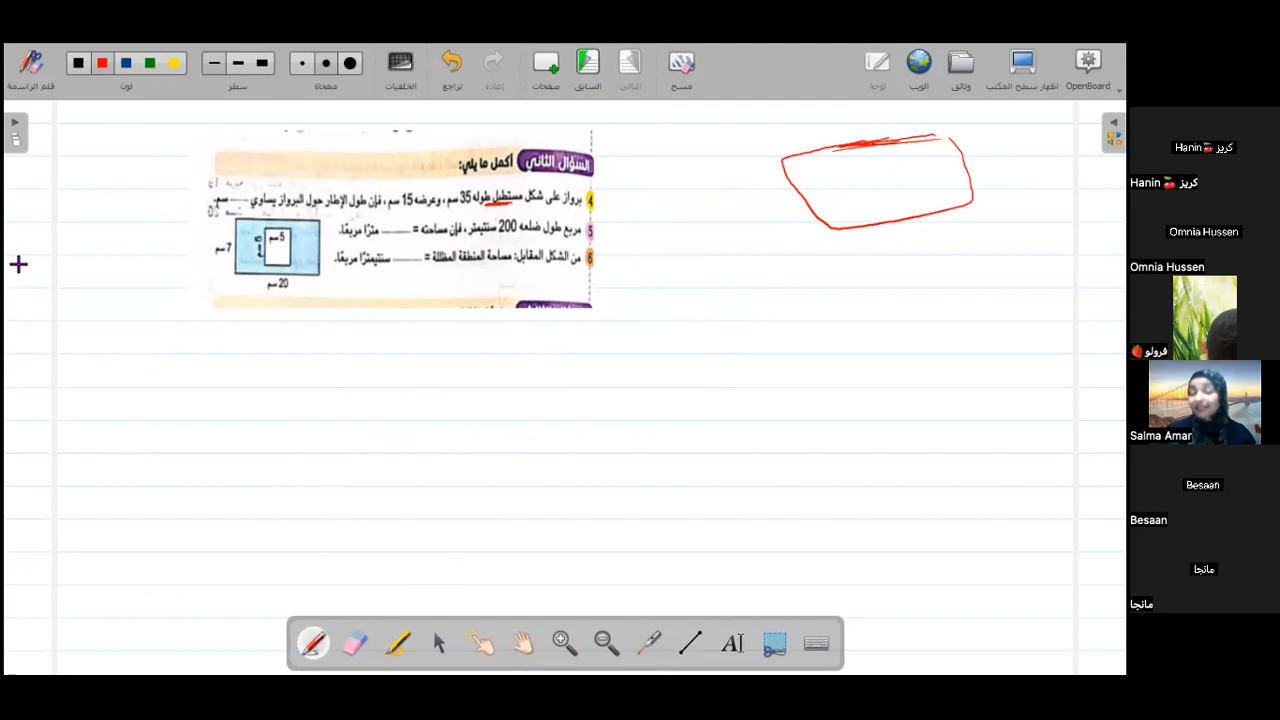 قلم الراسمة
لون
سطر
ممحاة
الخلفيات
تراجع
إعادة
صفحات
السابق
التالي
مسح
لوحة
الويب
وثائق
اظهار سطح المكتب
OpenBoard
السؤال الثاني أكمل ما يلي:
4 برواز على شكل مستطيل طوله 35 سم ، وعرضه 15 سم ، فإن طول الإطار حول البرواز يساوي ____ سم.
5 مربع طول ضلعه 200 سنتيمتر ، فإن مساحته = ____ مترًا مربعًا.
6 من الشكل المقابل: مساحة المنطقة المظللة = ____ سنتيمترًا مربعًا.
5 سم
7 سم
20 سم
Hanin🍒كريز
Hanin🍒كريز
Omnia Hussen
Omnia Hussen
فرولو🍓
Salma Amar
Besaan
Besaan
مانجا
مانجا